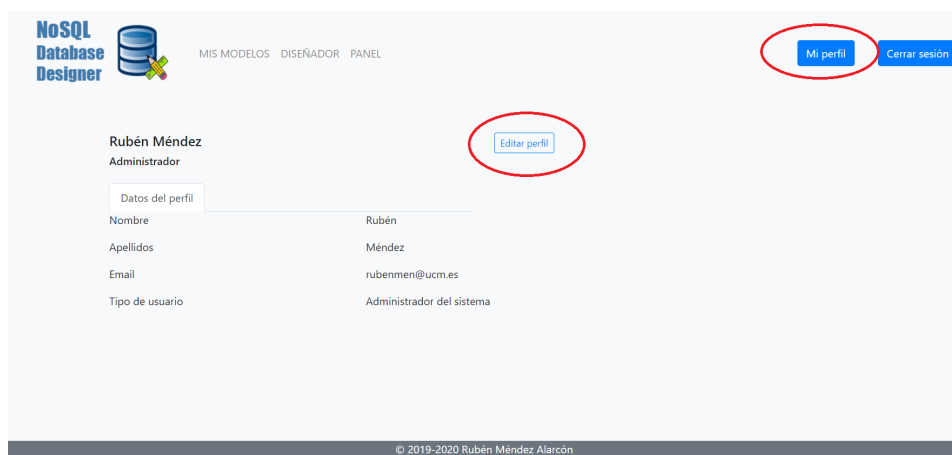 NoSQL
Database
Designer
MIS MODELOS DISEÑADOR PANEL
Mi perfil
Cerrar sesión
Rubén Méndez
Editar perfil
Administrador
Datos del perfil
Nombre Rubén
Apellidos Méndez
Email rubenmen@ucm.es
Tipo de usuario Administrador del sistema
© 2019-2020 Rubén Méndez Alarcón